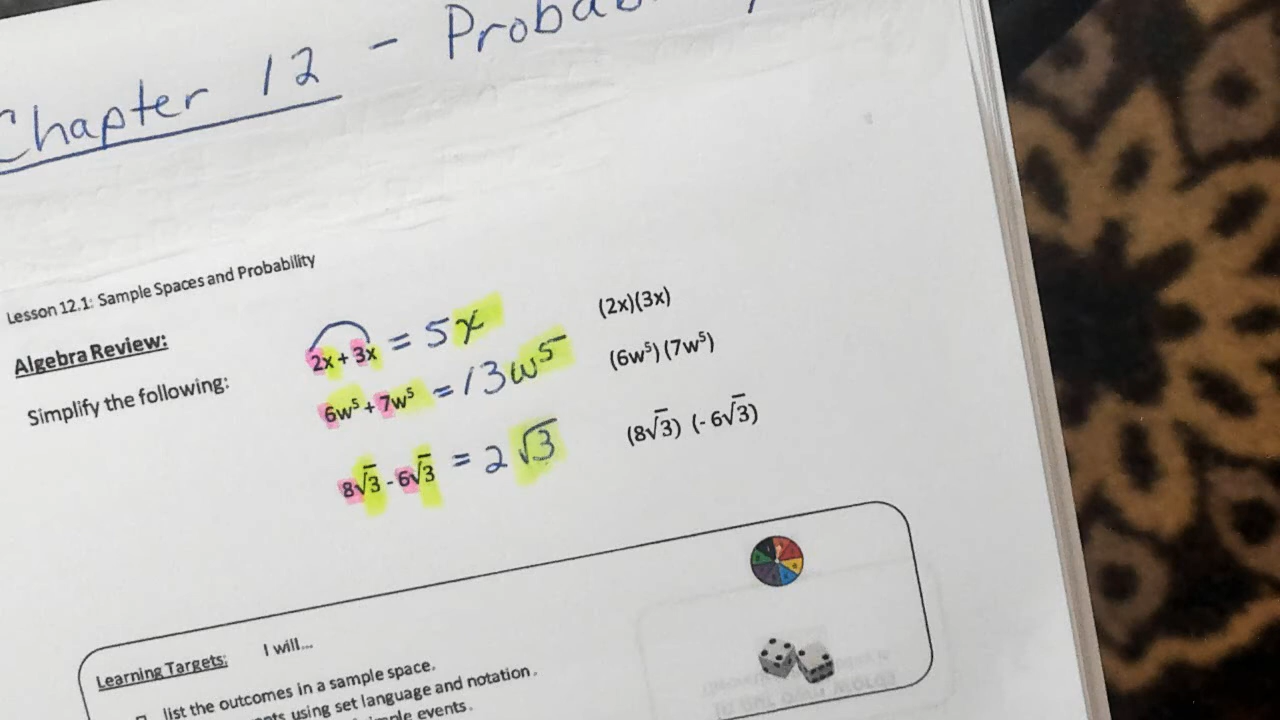 Chapter 12 - Probability
Lesson 12.1: Sample Spaces and Probability
Algebra Review:
Simplify the following:
2x + 3x = 5x
(2x)(3x)
6w⁵ + 7w⁵ = 13w⁵
(6w⁵) (7w⁵)
8√3 - 6√3 = 2√3
(8√3) (- 6√3)
Learning Targets: I will...
list the outcomes in a sample space.
using set language and notation.
events.